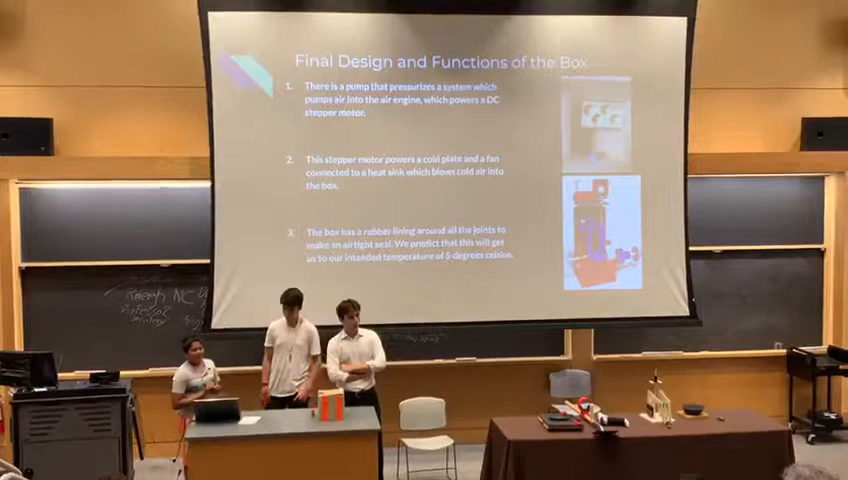 Final Design and Functions of the Box
1. There is a pump that pressurizes a system which
pumps air into the air engine, which powers a DC
stepper motor.
2. This stepper motor powers a cold plate and a fan
connected to a heat sink which blows cold air into
the box.
3. The box has a rubber lining around all the joints to
make an airtight seal. We predict that this will get
us to our intended temperature of 5 degrees celsius.
Raleigh NC
Professor